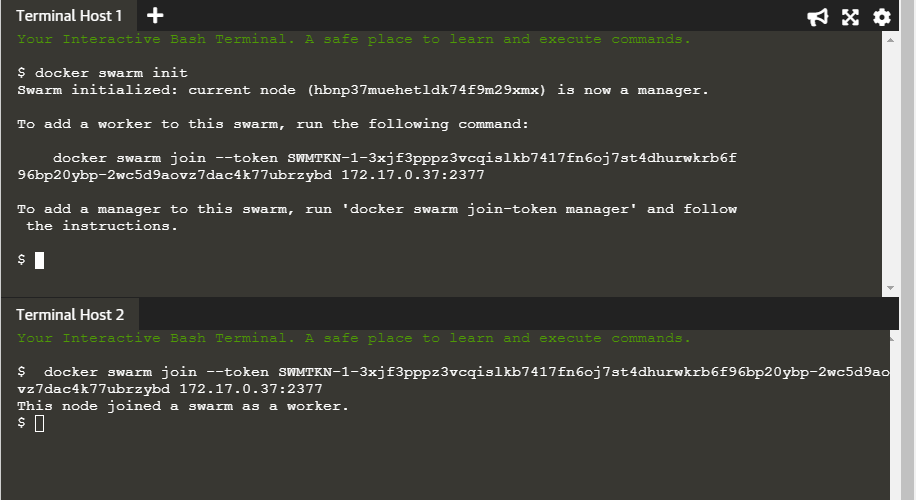 Terminal Host 1
Your Interactive Bash Terminal. A safe place to learn and execute commands.
$ docker swarm init
Swarm initialized: current node (hbnp37muehetldk74f9m29xmx) is now a manager.
To add a worker to this swarm, run the following command:
docker swarm join --token SWMTKN-1-3xjf3pppz3vcqislkb7417fn6oj7st4dhurwkrb6f
96bp20ybp-2wc5d9aovz7dac4k77ubrzybd 172.17.0.37:2377
To add a manager to this swarm, run 'docker swarm join-token manager' and follow
the instructions.
$
Terminal Host 2
Your Interactive Bash Terminal. A safe place to learn and execute commands.
$  docker swarm join --token SWMTKN-1-3xjf3pppz3vcqislkb7417fn6oj7st4dhurwkrb6f96bp20ybp-2wc5d9ao
vz7dac4k77ubrzybd 172.17.0.37:2377
This node joined a swarm as a worker.
$